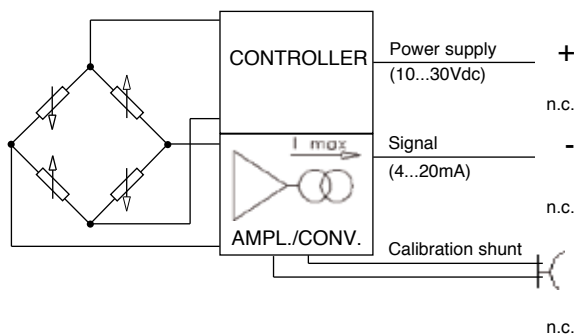 CONTROLLER
Power supply
+
(10...30Vdc)
n.c.
I max
Signal
-
(4...20mA)
n.c.
AMPL./CONV.
Calibration shunt
n.c.